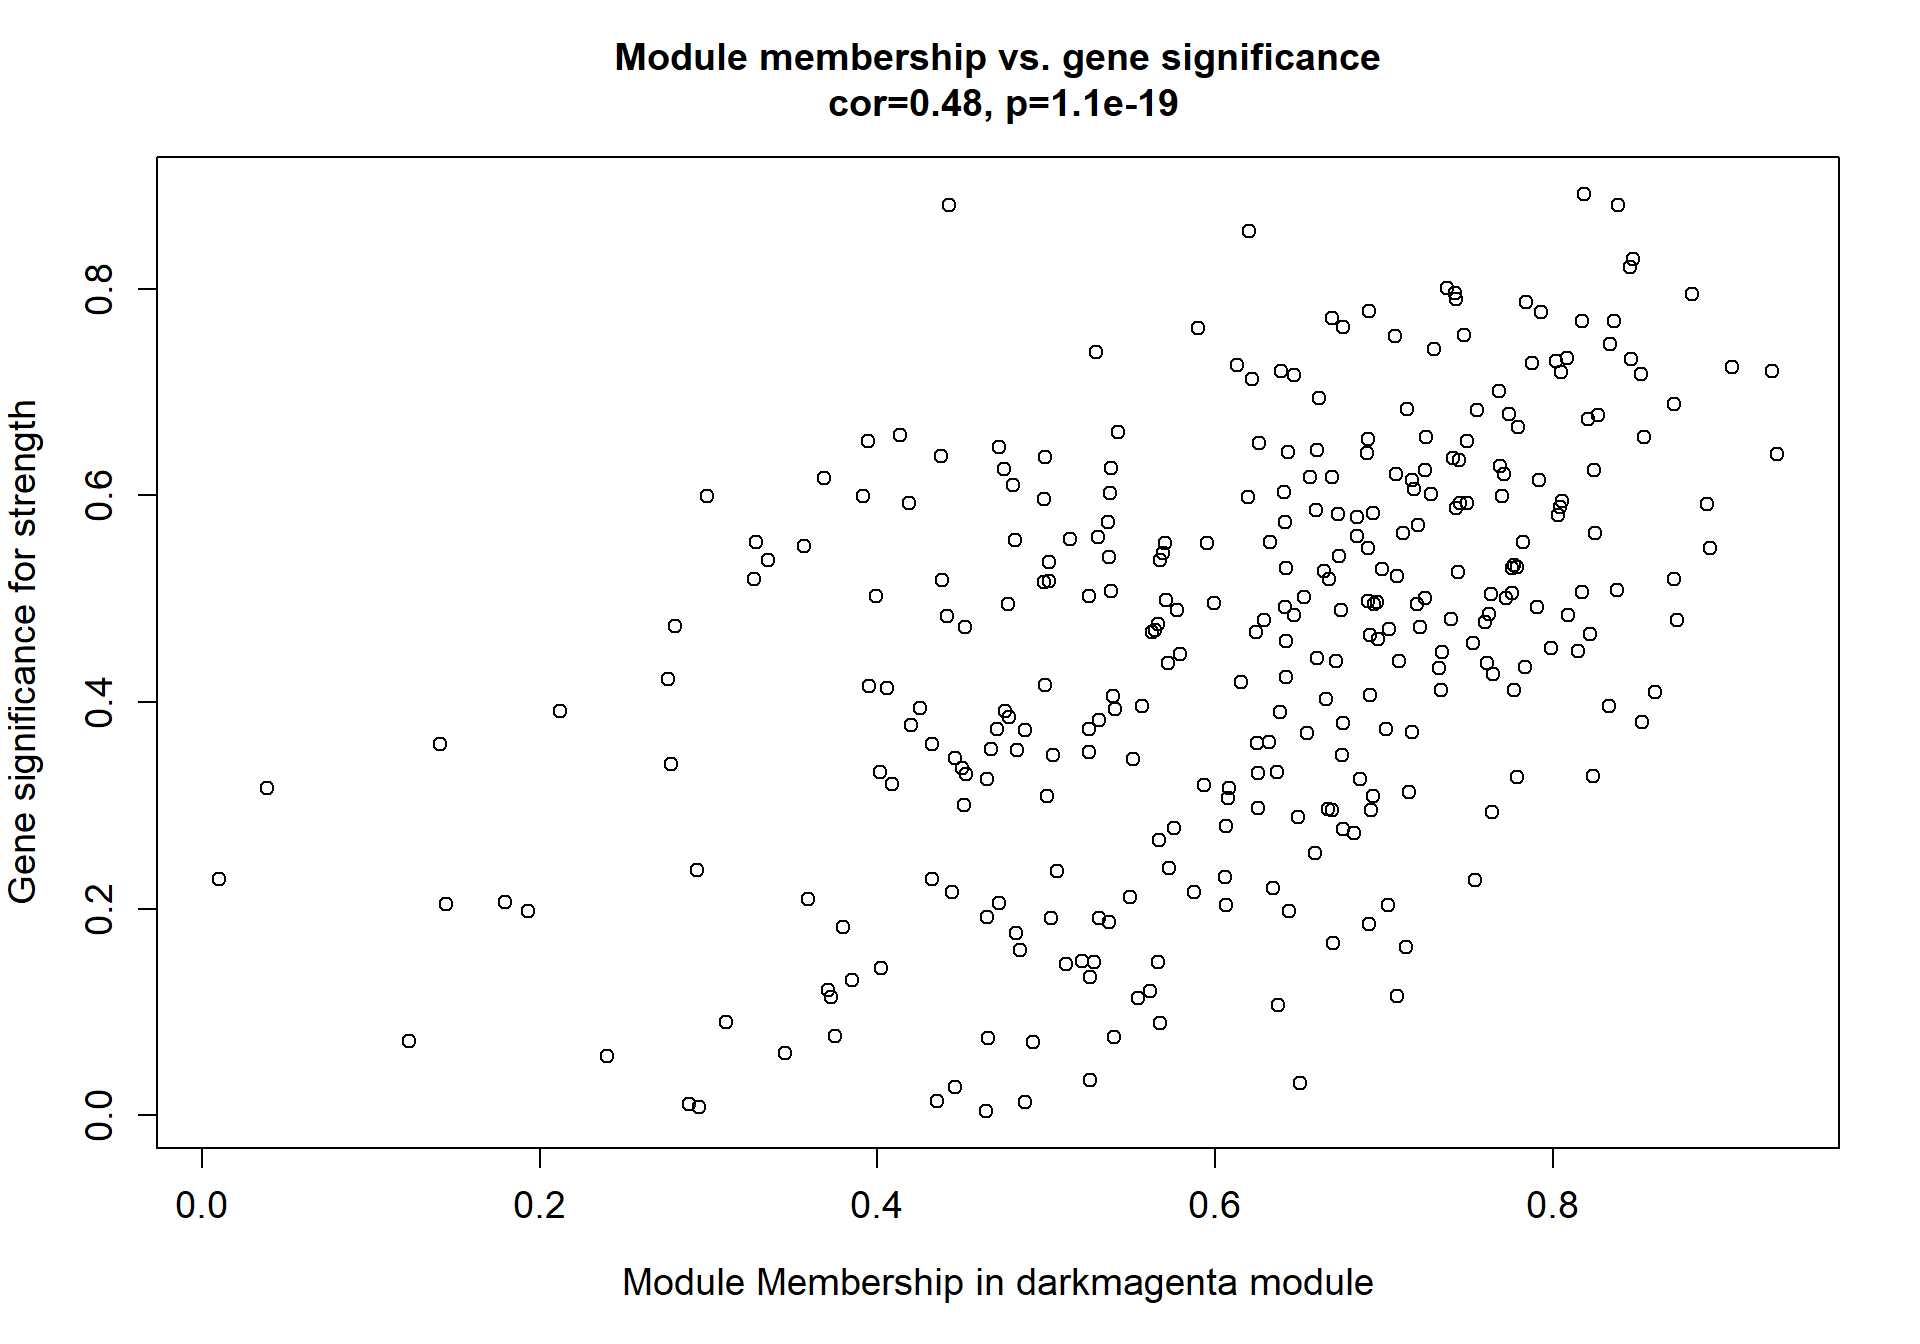 Module membership vs. gene significance
cor=0.48, p=1.1e-19
Gene significance for strength
0.8
0.6
0.4
0.2
0.0
0.0 0.2 0.4 0.6 0.8
Module Membership in darkmagenta module